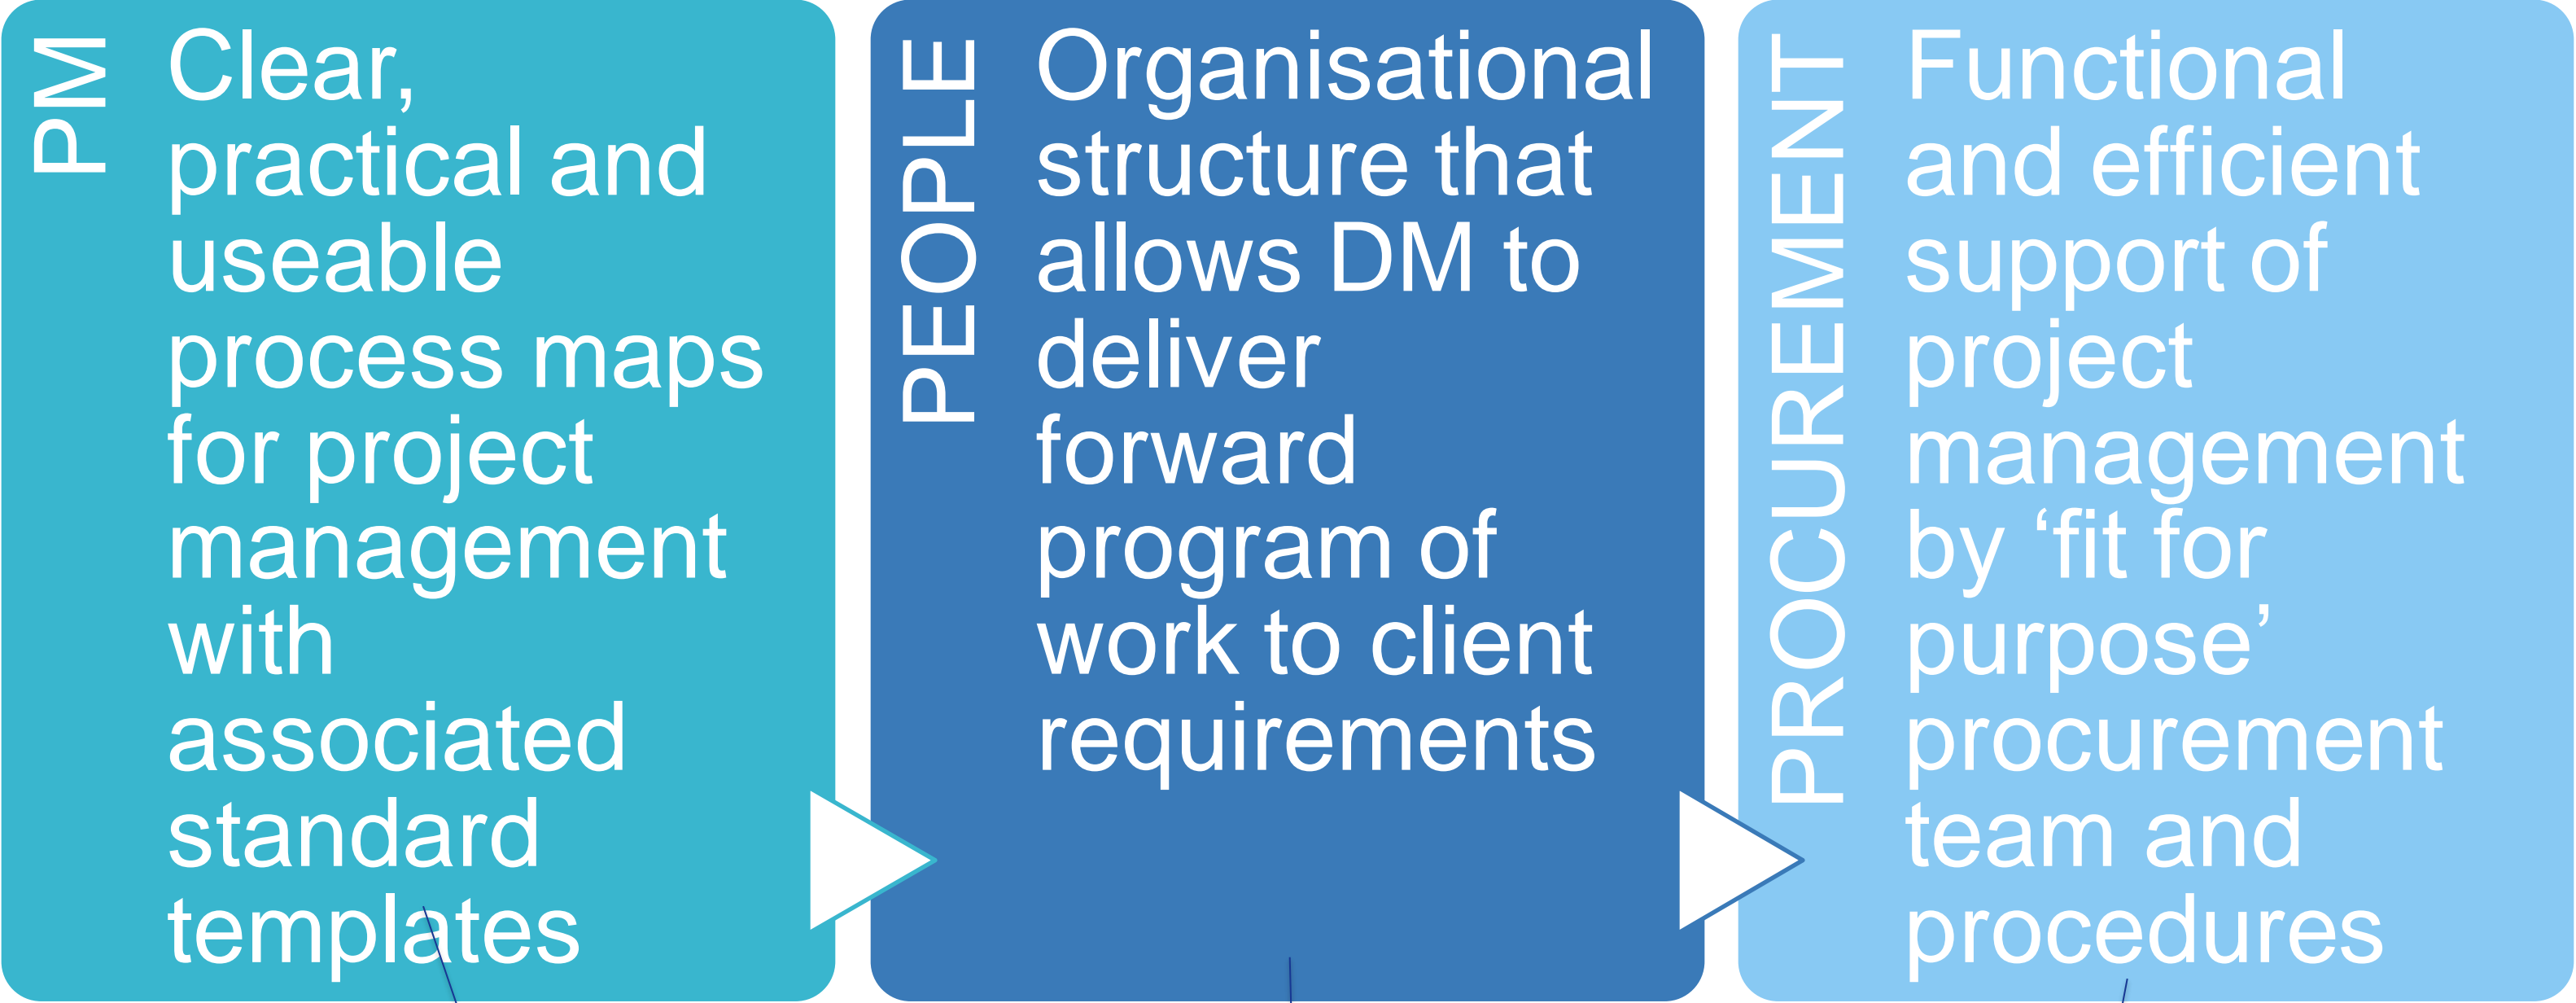 PM
Clear,
practical and
useable
process maps
for project
management
with
associated
standard
templates
PEOPLE
Organisational
structure that
allows DM to
deliver
forward
program of
work to client
requirements
PROCUREMENT
Functional
and efficient
support of
project
management
by ‘fit for
purpose’
procurement
team and
procedures